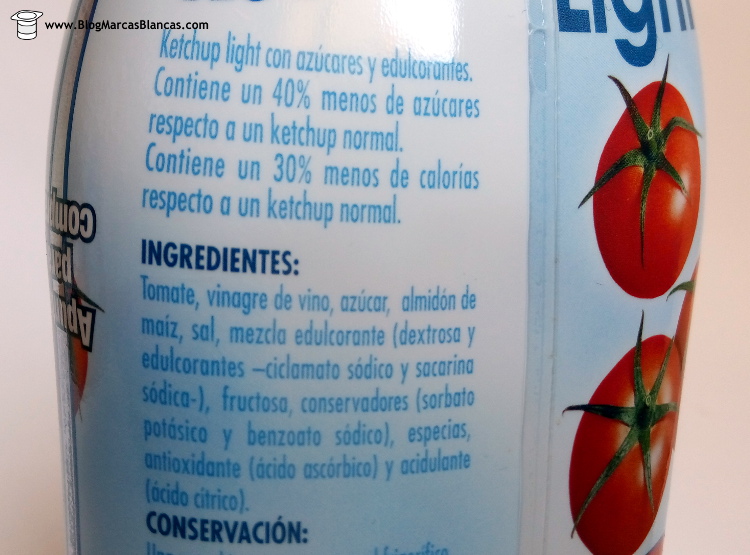 www.BlogMarcasBlancas.com
Light
Ketchup light con azúcares y edulcorantes.
Contiene un 40% menos de azúcares
respecto a un ketchup normal.
Contiene un 30% menos de calorías
respecto a un ketchup normal.
INGREDIENTES:
Tomate, vinagre de vino, azúcar, almidón de
maíz, sal, mezcla edulcorante (dextrosa y
edulcorantes –ciclamato sódico y sacarina
sódica-), fructosa, conservadores (sorbato
potásico y benzoato sódico), especias,
antioxidante (ácido ascórbico) y acidulante
(ácido cítrico).
CONSERVACIÓN: